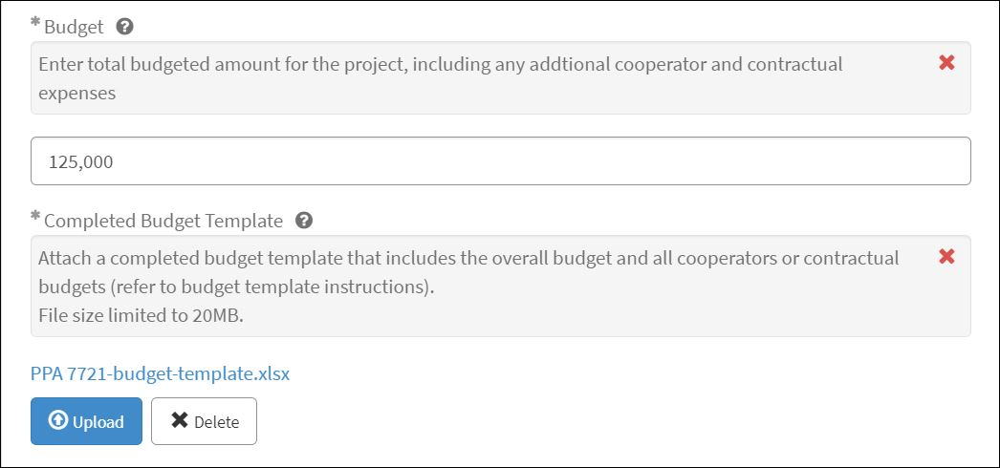 * Budget
Enter total budgeted amount for the project, including any addtional cooperator and contractual
expenses
125,000
* Completed Budget Template
Attach a completed budget template that includes the overall budget and all cooperators or contractual
budgets (refer to budget template instructions).
File size limited to 20MB.
PPA 7721-budget-template.xlsx
Upload Delete